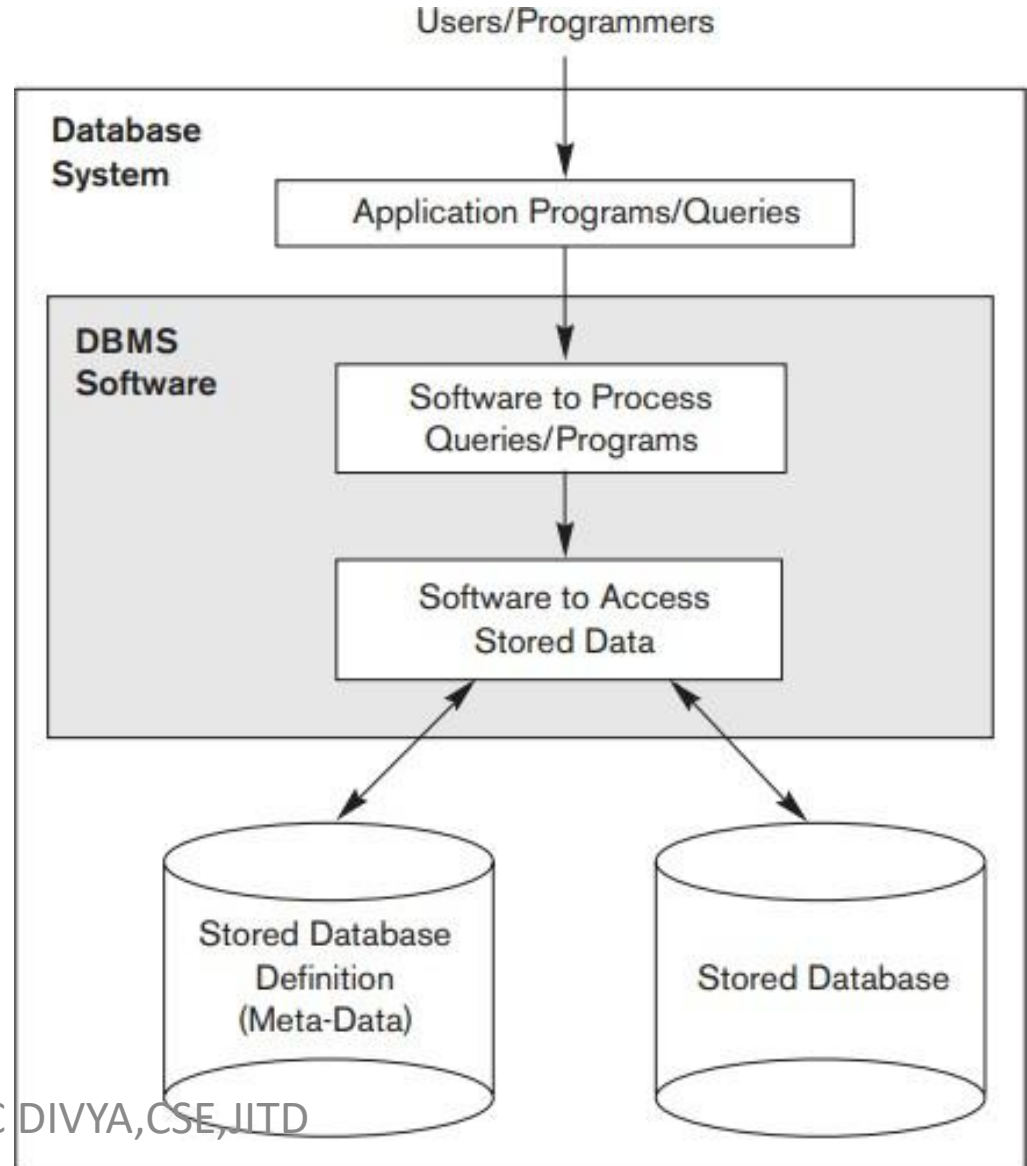 Users/Programmers
Database
System
Application Programs/Queries
DBMS
Software
Software to Process
Queries/Programs
Software to Access
Stored Data
Stored Database
Definition
(Meta-Data)
Stored Database
C DIVYA,CSE,JITD